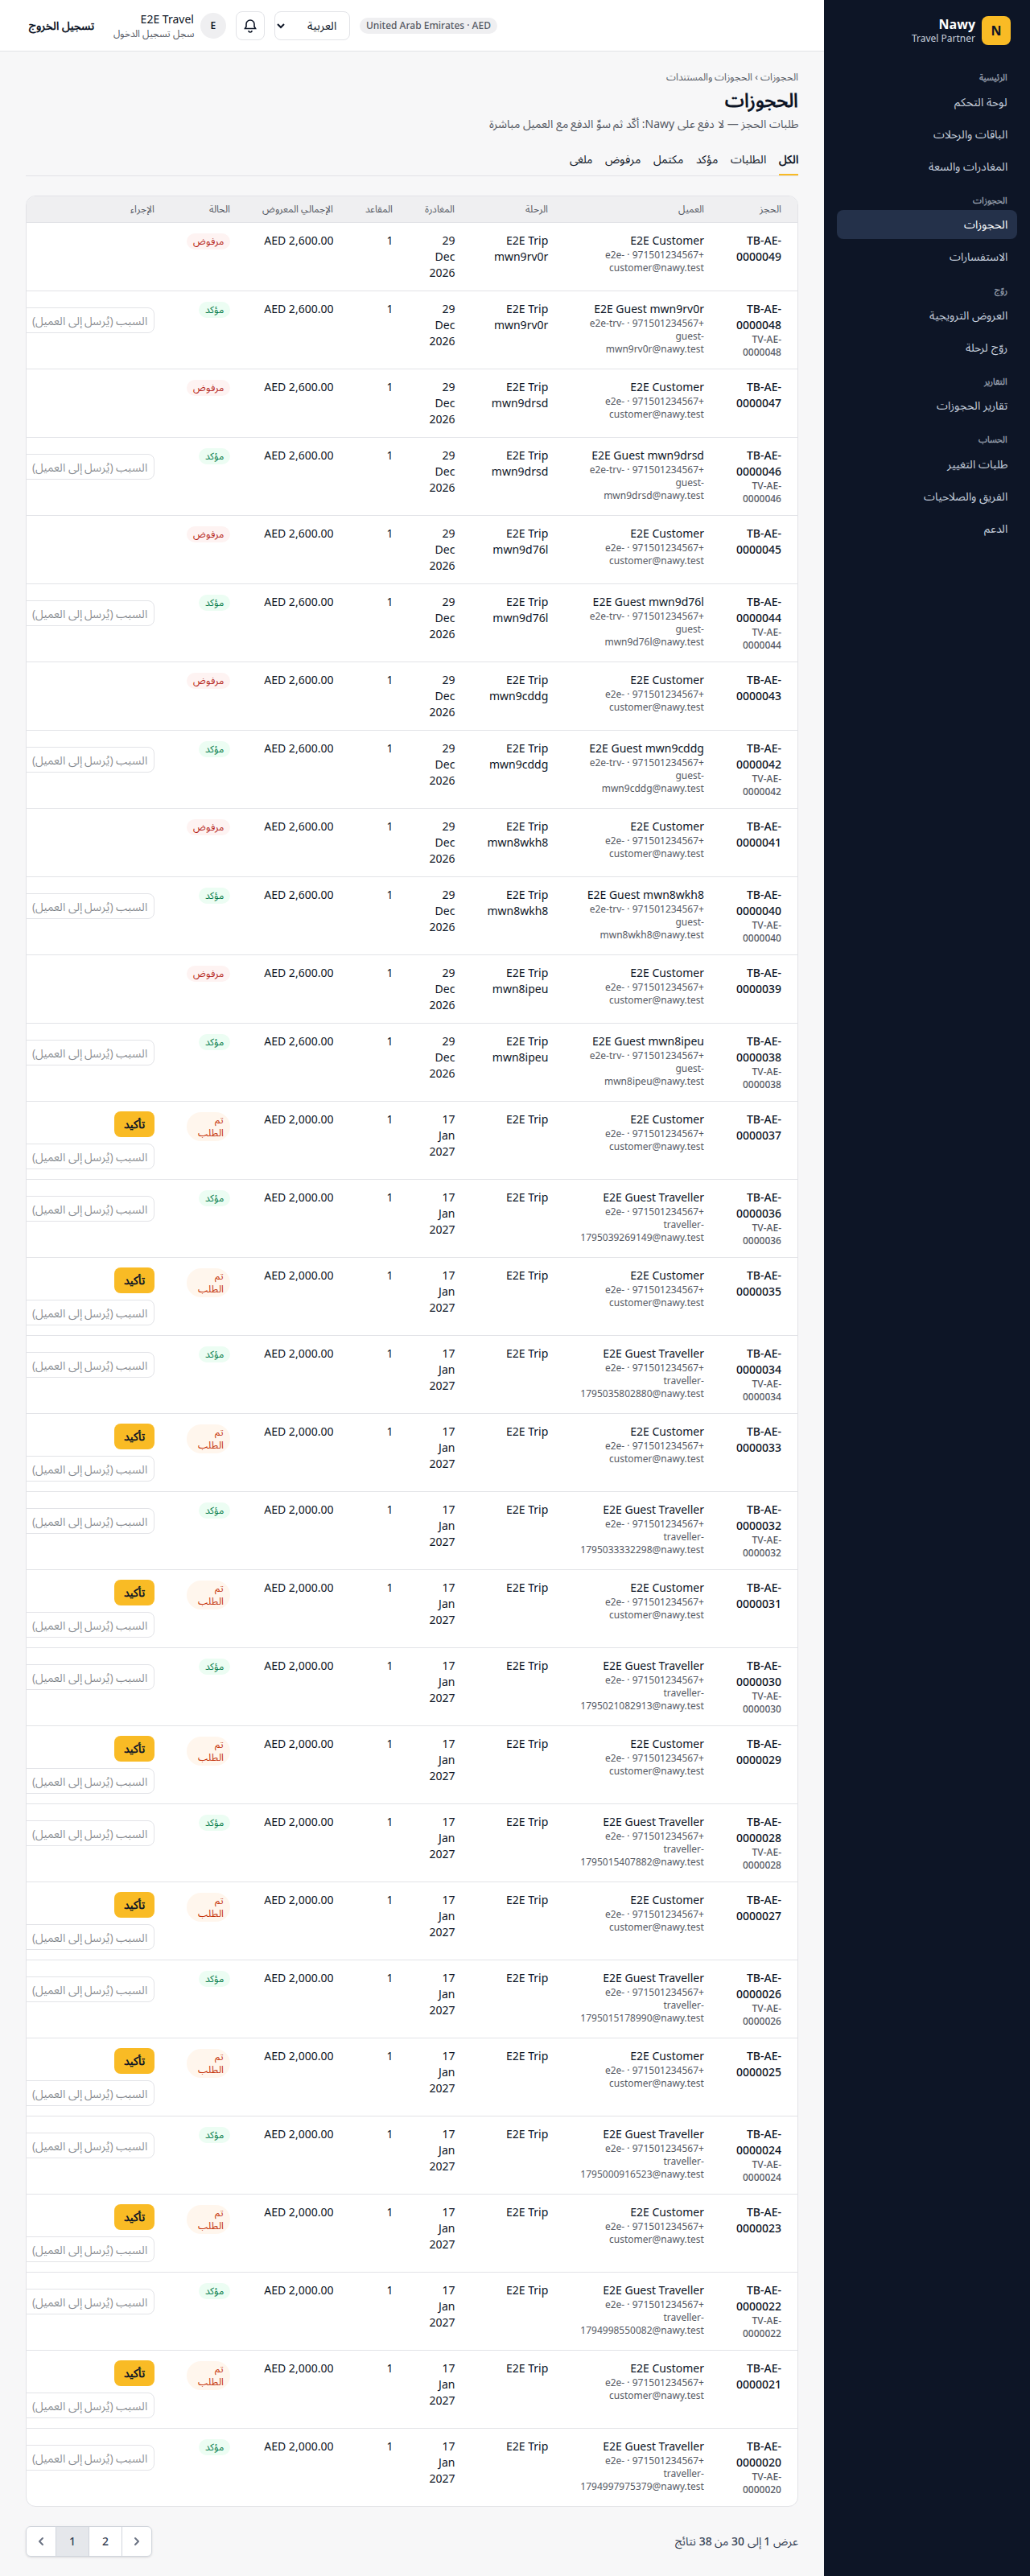 Nawy
Travel Partner
N
الرئيسية
لوحة التحكم
الباقات والرحلات
المغادرات والسعة
الحجوزات
الحجوزات
الاستفسارات
روّج
العروض الترويجية
روّج لرحلة
التقارير
تقارير الحجوزات
الحساب
طلبات التغيير
الفريق والصلاحيات
الدعم
United Arab Emirates · AED
العربية
E
E2E Travel
سجل تسجيل الدخول
تسجيل الخروج
الحجوزات › الحجوزات والمستندات
الحجوزات
طلبات الحجز — لا دفع على Nawy: أكّد ثم سوِّ الدفع مع العميل مباشرة
الكل الطلبات مؤكد مكتمل مرفوض ملغى
الحجز العميل الرحلة المغادرة المقاعد الإجمالي المعروض الحالة الإجراء
TB-AE-0000049 E2E Customer +971501234567 · e2e-customer@nawy.test E2E Trip mwn9rv0r 29 Dec 2026 1 AED 2,600.00 مرفوض
TB-AE-0000048 TV-AE-0000048 E2E Guest mwn9rv0r +971501234567 · e2e-trv-guest-mwn9rv0r@nawy.test E2E Trip mwn9rv0r 29 Dec 2026 1 AED 2,600.00 مؤكد السبب (يُرسل إلى العميل)
TB-AE-0000047 E2E Customer +971501234567 · e2e-customer@nawy.test E2E Trip mwn9drsd 29 Dec 2026 1 AED 2,600.00 مرفوض
TB-AE-0000046 TV-AE-0000046 E2E Guest mwn9drsd +971501234567 · e2e-trv-guest-mwn9drsd@nawy.test E2E Trip mwn9drsd 29 Dec 2026 1 AED 2,600.00 مؤكد السبب (يُرسل إلى العميل)
TB-AE-0000045 E2E Customer +971501234567 · e2e-customer@nawy.test E2E Trip mwn9d76l 29 Dec 2026 1 AED 2,600.00 مرفوض
TB-AE-0000044 TV-AE-0000044 E2E Guest mwn9d76l +971501234567 · e2e-trv-guest-mwn9d76l@nawy.test E2E Trip mwn9d76l 29 Dec 2026 1 AED 2,600.00 مؤكد السبب (يُرسل إلى العميل)
TB-AE-0000043 E2E Customer +971501234567 · e2e-customer@nawy.test E2E Trip mwn9cddg 29 Dec 2026 1 AED 2,600.00 مرفوض
TB-AE-0000042 TV-AE-0000042 E2E Guest mwn9cddg +971501234567 · e2e-trv-guest-mwn9cddg@nawy.test E2E Trip mwn9cddg 29 Dec 2026 1 AED 2,600.00 مؤكد السبب (يُرسل إلى العميل)
TB-AE-0000041 E2E Customer +971501234567 · e2e-customer@nawy.test E2E Trip mwn8wkh8 29 Dec 2026 1 AED 2,600.00 مرفوض
TB-AE-0000040 TV-AE-0000040 E2E Guest mwn8wkh8 +971501234567 · e2e-trv-guest-mwn8wkh8@nawy.test E2E Trip mwn8wkh8 29 Dec 2026 1 AED 2,600.00 مؤكد السبب (يُرسل إلى العميل)
TB-AE-0000039 E2E Customer +971501234567 · e2e-customer@nawy.test E2E Trip mwn8ipeu 29 Dec 2026 1 AED 2,600.00 مرفوض
TB-AE-0000038 TV-AE-0000038 E2E Guest mwn8ipeu +971501234567 · e2e-trv-guest-mwn8ipeu@nawy.test E2E Trip mwn8ipeu 29 Dec 2026 1 AED 2,600.00 مؤكد السبب (يُرسل إلى العميل)
TB-AE-0000037 E2E Customer +971501234567 · e2e-customer@nawy.test E2E Trip 17 Jan 2027 1 AED 2,000.00 تم الطلب تأكيد السبب (يُرسل إلى العميل)
TB-AE-0000036 TV-AE-0000036 E2E Guest Traveller +971501234567 · e2e-traveller-1795039269149@nawy.test E2E Trip 17 Jan 2027 1 AED 2,000.00 مؤكد السبب (يُرسل إلى العميل)
TB-AE-0000035 E2E Customer +971501234567 · e2e-customer@nawy.test E2E Trip 17 Jan 2027 1 AED 2,000.00 تم الطلب تأكيد السبب (يُرسل إلى العميل)
TB-AE-0000034 TV-AE-0000034 E2E Guest Traveller +971501234567 · e2e-traveller-1795035802880@nawy.test E2E Trip 17 Jan 2027 1 AED 2,000.00 مؤكد السبب (يُرسل إلى العميل)
TB-AE-0000033 E2E Customer +971501234567 · e2e-customer@nawy.test E2E Trip 17 Jan 2027 1 AED 2,000.00 تم الطلب تأكيد السبب (يُرسل إلى العميل)
TB-AE-0000032 TV-AE-0000032 E2E Guest Traveller +971501234567 · e2e-traveller-1795033332298@nawy.test E2E Trip 17 Jan 2027 1 AED 2,000.00 مؤكد السبب (يُرسل إلى العميل)
TB-AE-0000031 E2E Customer +971501234567 · e2e-customer@nawy.test E2E Trip 17 Jan 2027 1 AED 2,000.00 تم الطلب تأكيد السبب (يُرسل إلى العميل)
TB-AE-0000030 TV-AE-0000030 E2E Guest Traveller +971501234567 · e2e-traveller-1795021082913@nawy.test E2E Trip 17 Jan 2027 1 AED 2,000.00 مؤكد السبب (يُرسل إلى العميل)
TB-AE-0000029 E2E Customer +971501234567 · e2e-customer@nawy.test E2E Trip 17 Jan 2027 1 AED 2,000.00 تم الطلب تأكيد السبب (يُرسل إلى العميل)
TB-AE-0000028 TV-AE-0000028 E2E Guest Traveller +971501234567 · e2e-traveller-1795015407882@nawy.test E2E Trip 17 Jan 2027 1 AED 2,000.00 مؤكد السبب (يُرسل إلى العميل)
TB-AE-0000027 E2E Customer +971501234567 · e2e-customer@nawy.test E2E Trip 17 Jan 2027 1 AED 2,000.00 تم الطلب تأكيد السبب (يُرسل إلى العميل)
TB-AE-0000026 TV-AE-0000026 E2E Guest Traveller +971501234567 · e2e-traveller-1795015178990@nawy.test E2E Trip 17 Jan 2027 1 AED 2,000.00 مؤكد السبب (يُرسل إلى العميل)
TB-AE-0000025 E2E Customer +971501234567 · e2e-customer@nawy.test E2E Trip 17 Jan 2027 1 AED 2,000.00 تم الطلب تأكيد السبب (يُرسل إلى العميل)
TB-AE-0000024 TV-AE-0000024 E2E Guest Traveller +971501234567 · e2e-traveller-1795000916523@nawy.test E2E Trip 17 Jan 2027 1 AED 2,000.00 مؤكد السبب (يُرسل إلى العميل)
TB-AE-0000023 E2E Customer +971501234567 · e2e-customer@nawy.test E2E Trip 17 Jan 2027 1 AED 2,000.00 تم الطلب تأكيد السبب (يُرسل إلى العميل)
TB-AE-0000022 TV-AE-0000022 E2E Guest Traveller +971501234567 · e2e-traveller-1794998550082@nawy.test E2E Trip 17 Jan 2027 1 AED 2,000.00 مؤكد السبب (يُرسل إلى العميل)
TB-AE-0000021 E2E Customer +971501234567 · e2e-customer@nawy.test E2E Trip 17 Jan 2027 1 AED 2,000.00 تم الطلب تأكيد السبب (يُرسل إلى العميل)
TB-AE-0000020 TV-AE-0000020 E2E Guest Traveller +971501234567 · e2e-traveller-1794997975379@nawy.test E2E Trip 17 Jan 2027 1 AED 2,000.00 مؤكد السبب (يُرسل إلى العميل)
عرض 1 إلى 30 من 38 نتائج
1 2